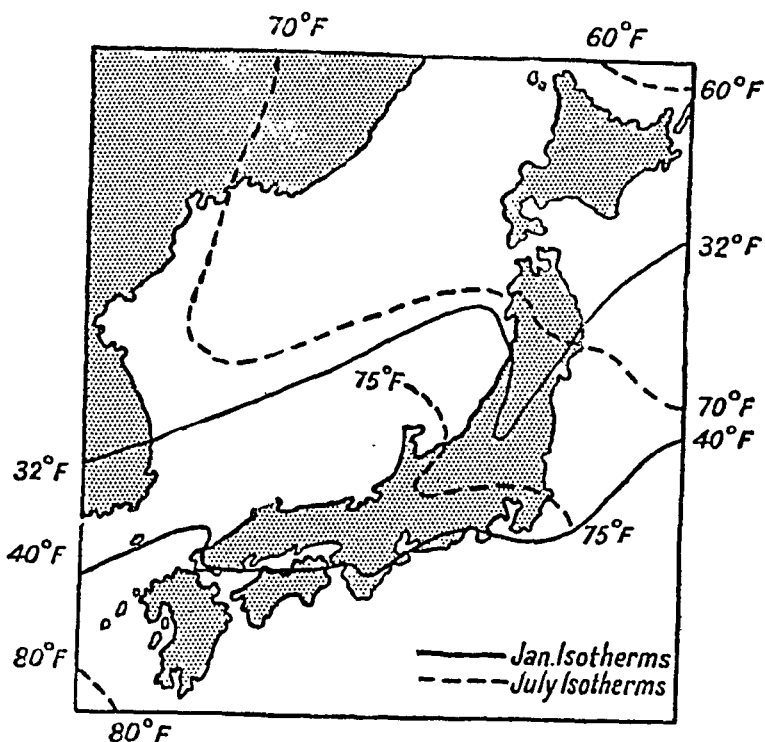 70°F
60°F
60°F
32°F
75°F
70°F
40°F
32°F
75°F
40°F
Jan. Isotherms
July Isotherms
80°F
80°F